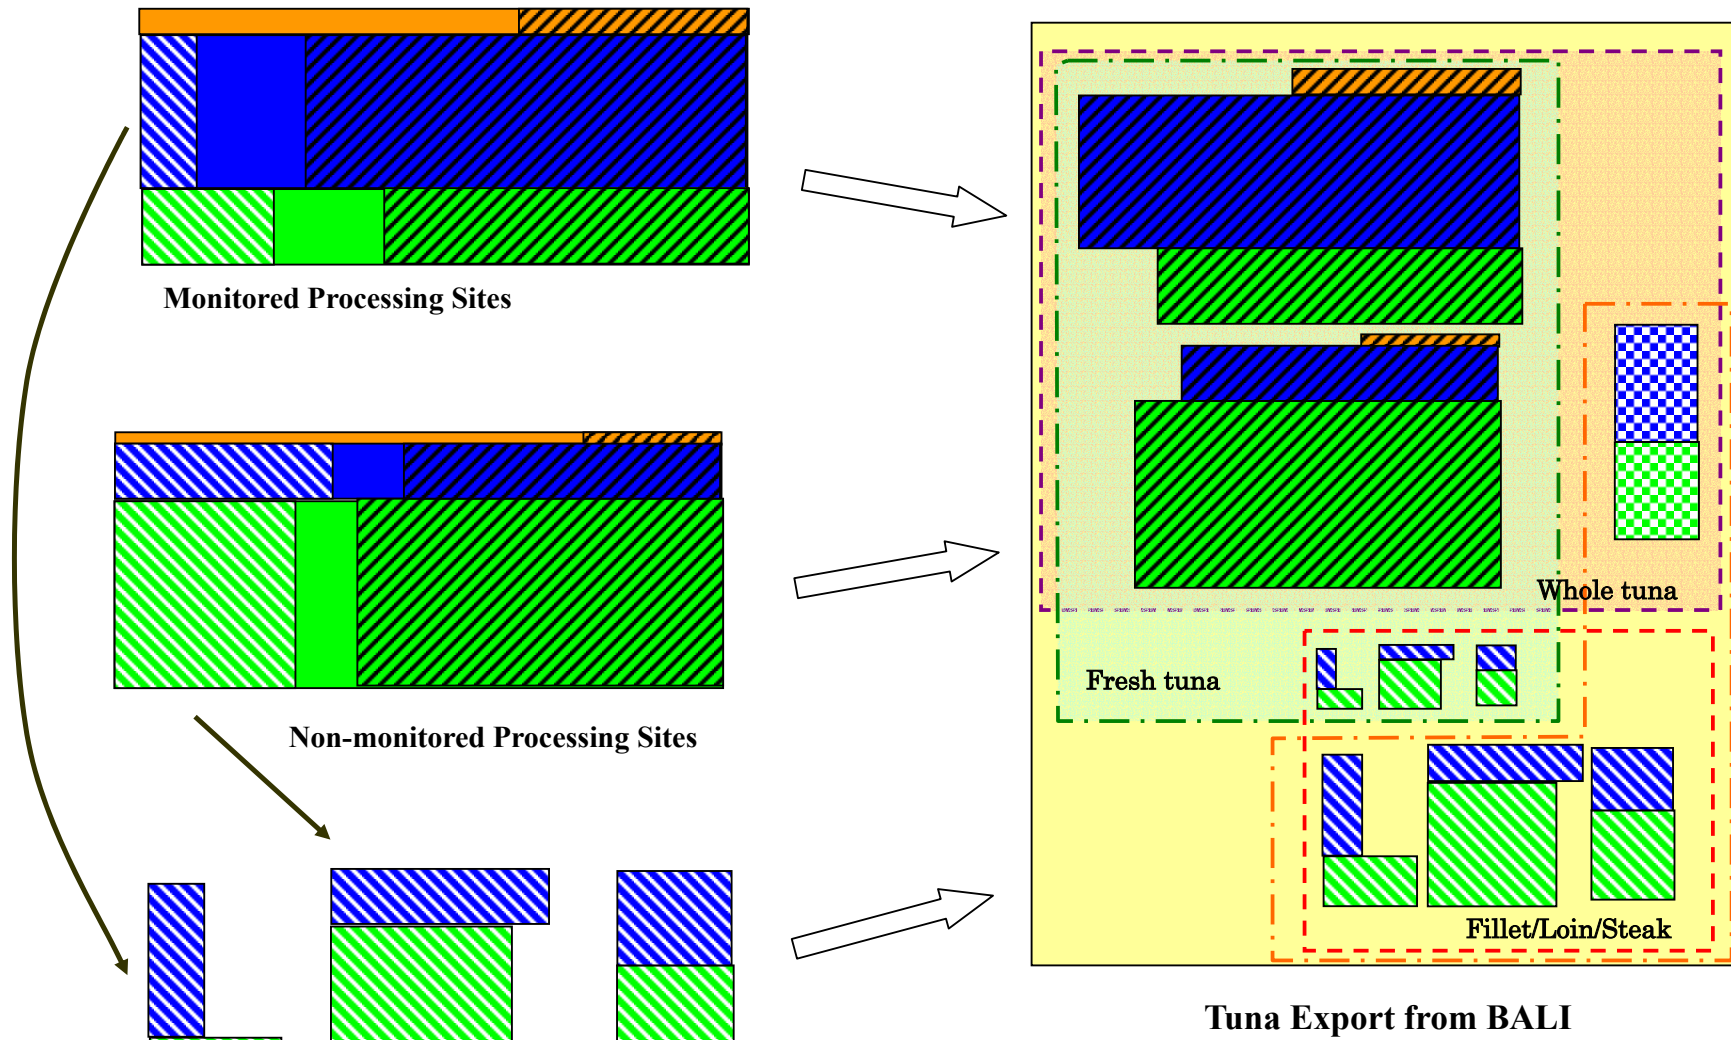 Monitored Processing Sites
Non-monitored Processing Sites
Whole tuna
Fresh tuna
Fillet/Loin/Steak
Tuna Export from BALI